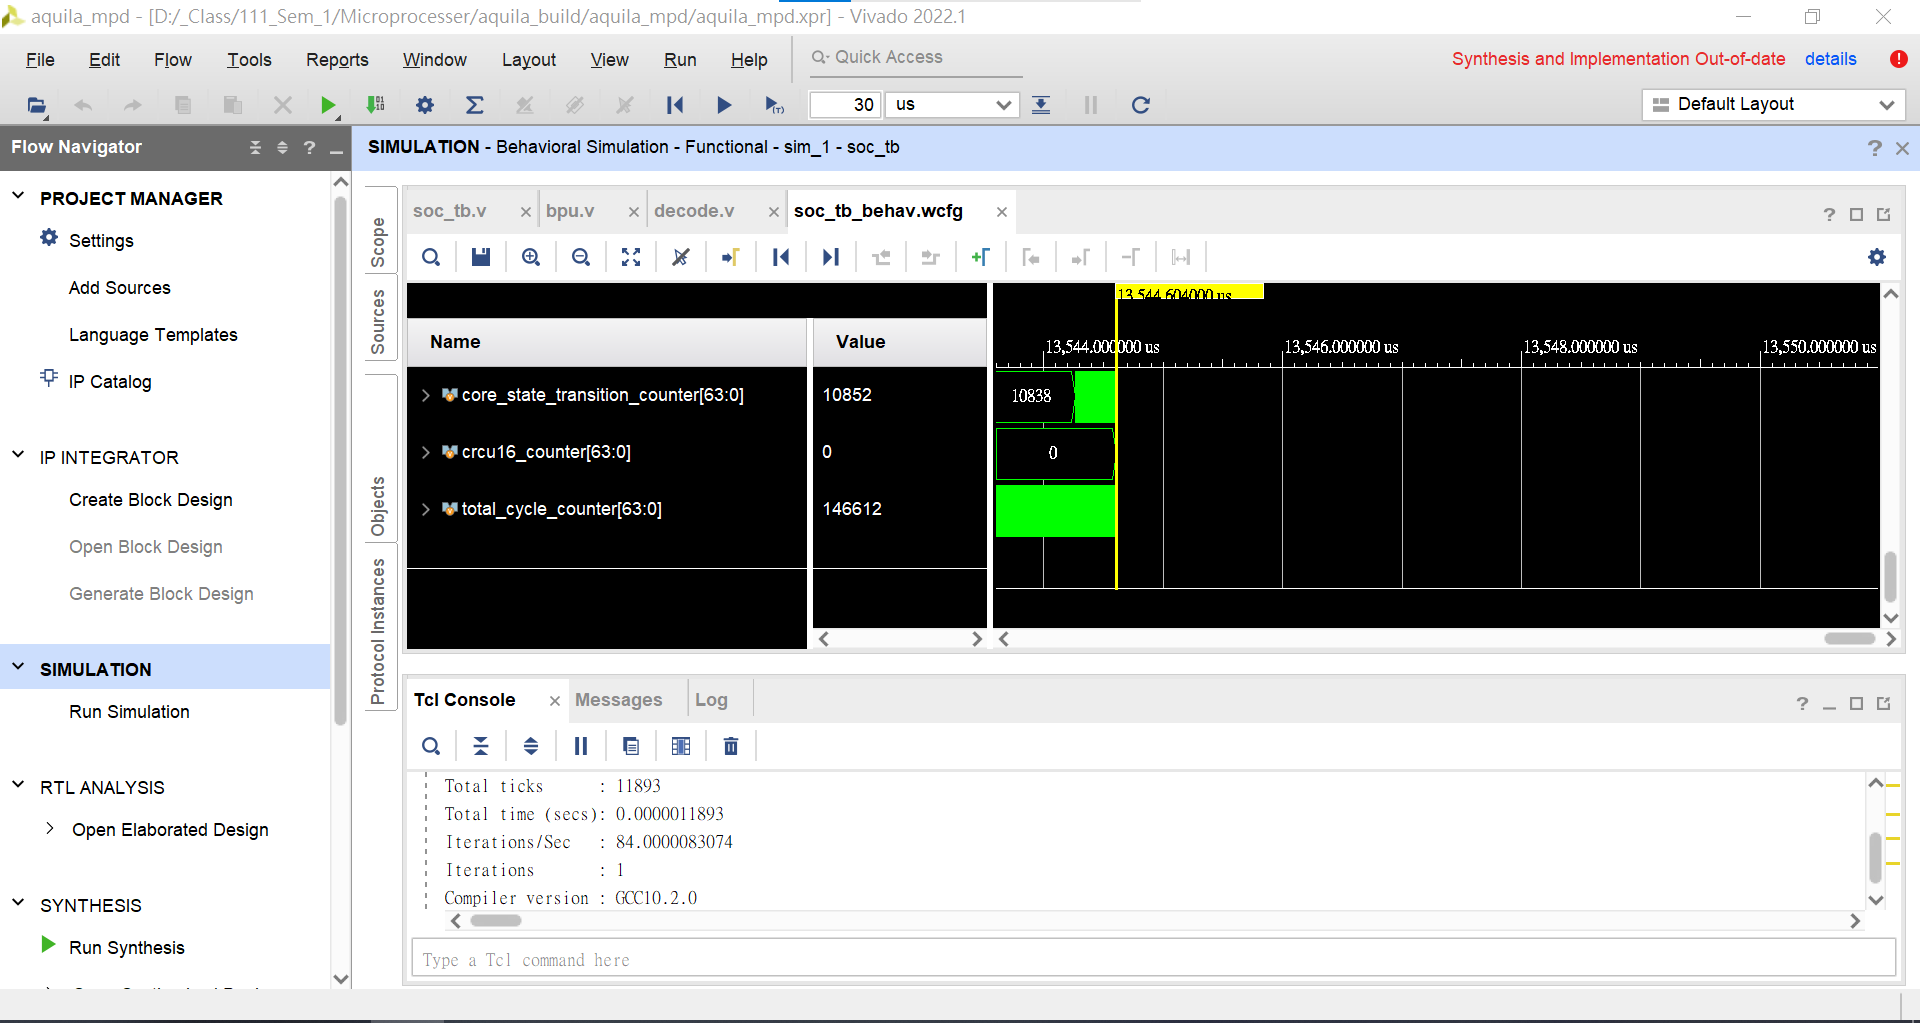 aquila_mpd - [D:/_Class/111_Sem_1/Microprocesser/aquila_build/aquila_mpd/aquila_mpd.xpr] - Vivado 2022.1
File Edit Flow Tools Reports Window Layout View Run Help Quick Access
Synthesis and Implementation Out-of-date details
30 us
Default Layout
Flow Navigator
SIMULATION - Behavioral Simulation - Functional - sim_1 - soc_tb
PROJECT MANAGER
Settings
Add Sources
Language Templates
IP Catalog
IP INTEGRATOR
Create Block Design
Open Block Design
Generate Block Design
SIMULATION
Run Simulation
RTL ANALYSIS
Open Elaborated Design
SYNTHESIS
Run Synthesis
Scope
Sources
Objects
Protocol Instances
soc_tb.v bpu.v decode.v soc_tb_behav.wcfg
Name Value
core_state_transition_counter[63:0] 10852
crcu16_counter[63:0] 0
total_cycle_counter[63:0] 146612
13,544.604000 us
13,544.000000 us 13,546.000000 us 13,548.000000 us 13,550.000000 us
10838
0
Tcl Console Messages Log
Total ticks : 11893
Total time (secs): 0.0000011893
Iterations/Sec : 84.0000083074
Iterations : 1
Compiler version : GCC10.2.0
Type a Tcl command here